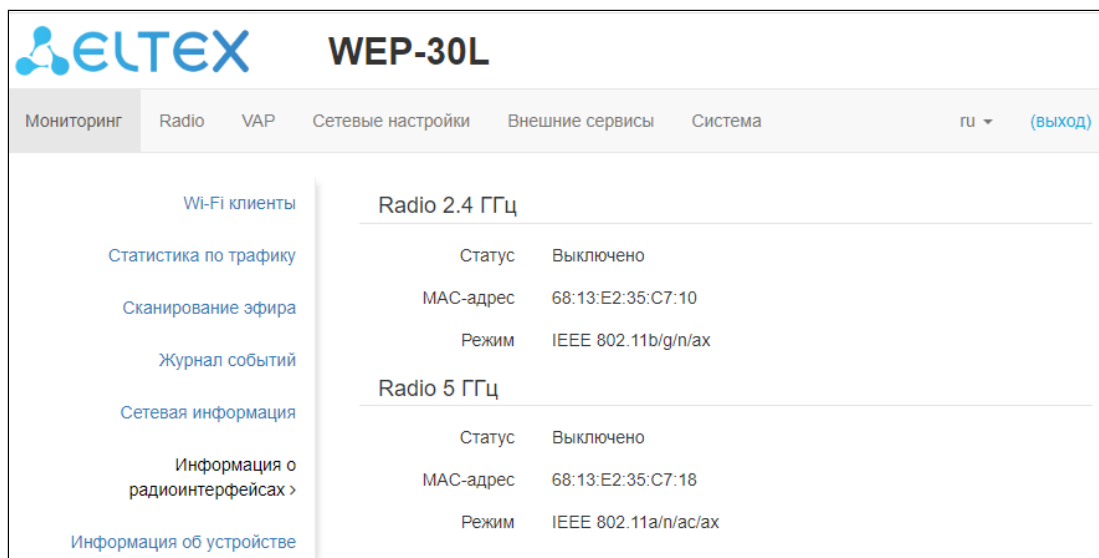 ELTEX WEP-30L
Мониторинг Radio VAP Сетевые настройки Внешние сервисы Система ru (выход)
Wi-Fi клиенты
Статистика по трафику
Сканирование эфира
Журнал событий
Сетевая информация
Информация о
радиоинтерфейсах >
Информация об устройстве
Radio 2.4 ГГц
Статус Выключено
MAC-адрес 68:13:E2:35:C7:10
Режим IEEE 802.11b/g/n/ax
Radio 5 ГГц
Статус Выключено
MAC-адрес 68:13:E2:35:C7:18
Режим IEEE 802.11a/n/ac/ax